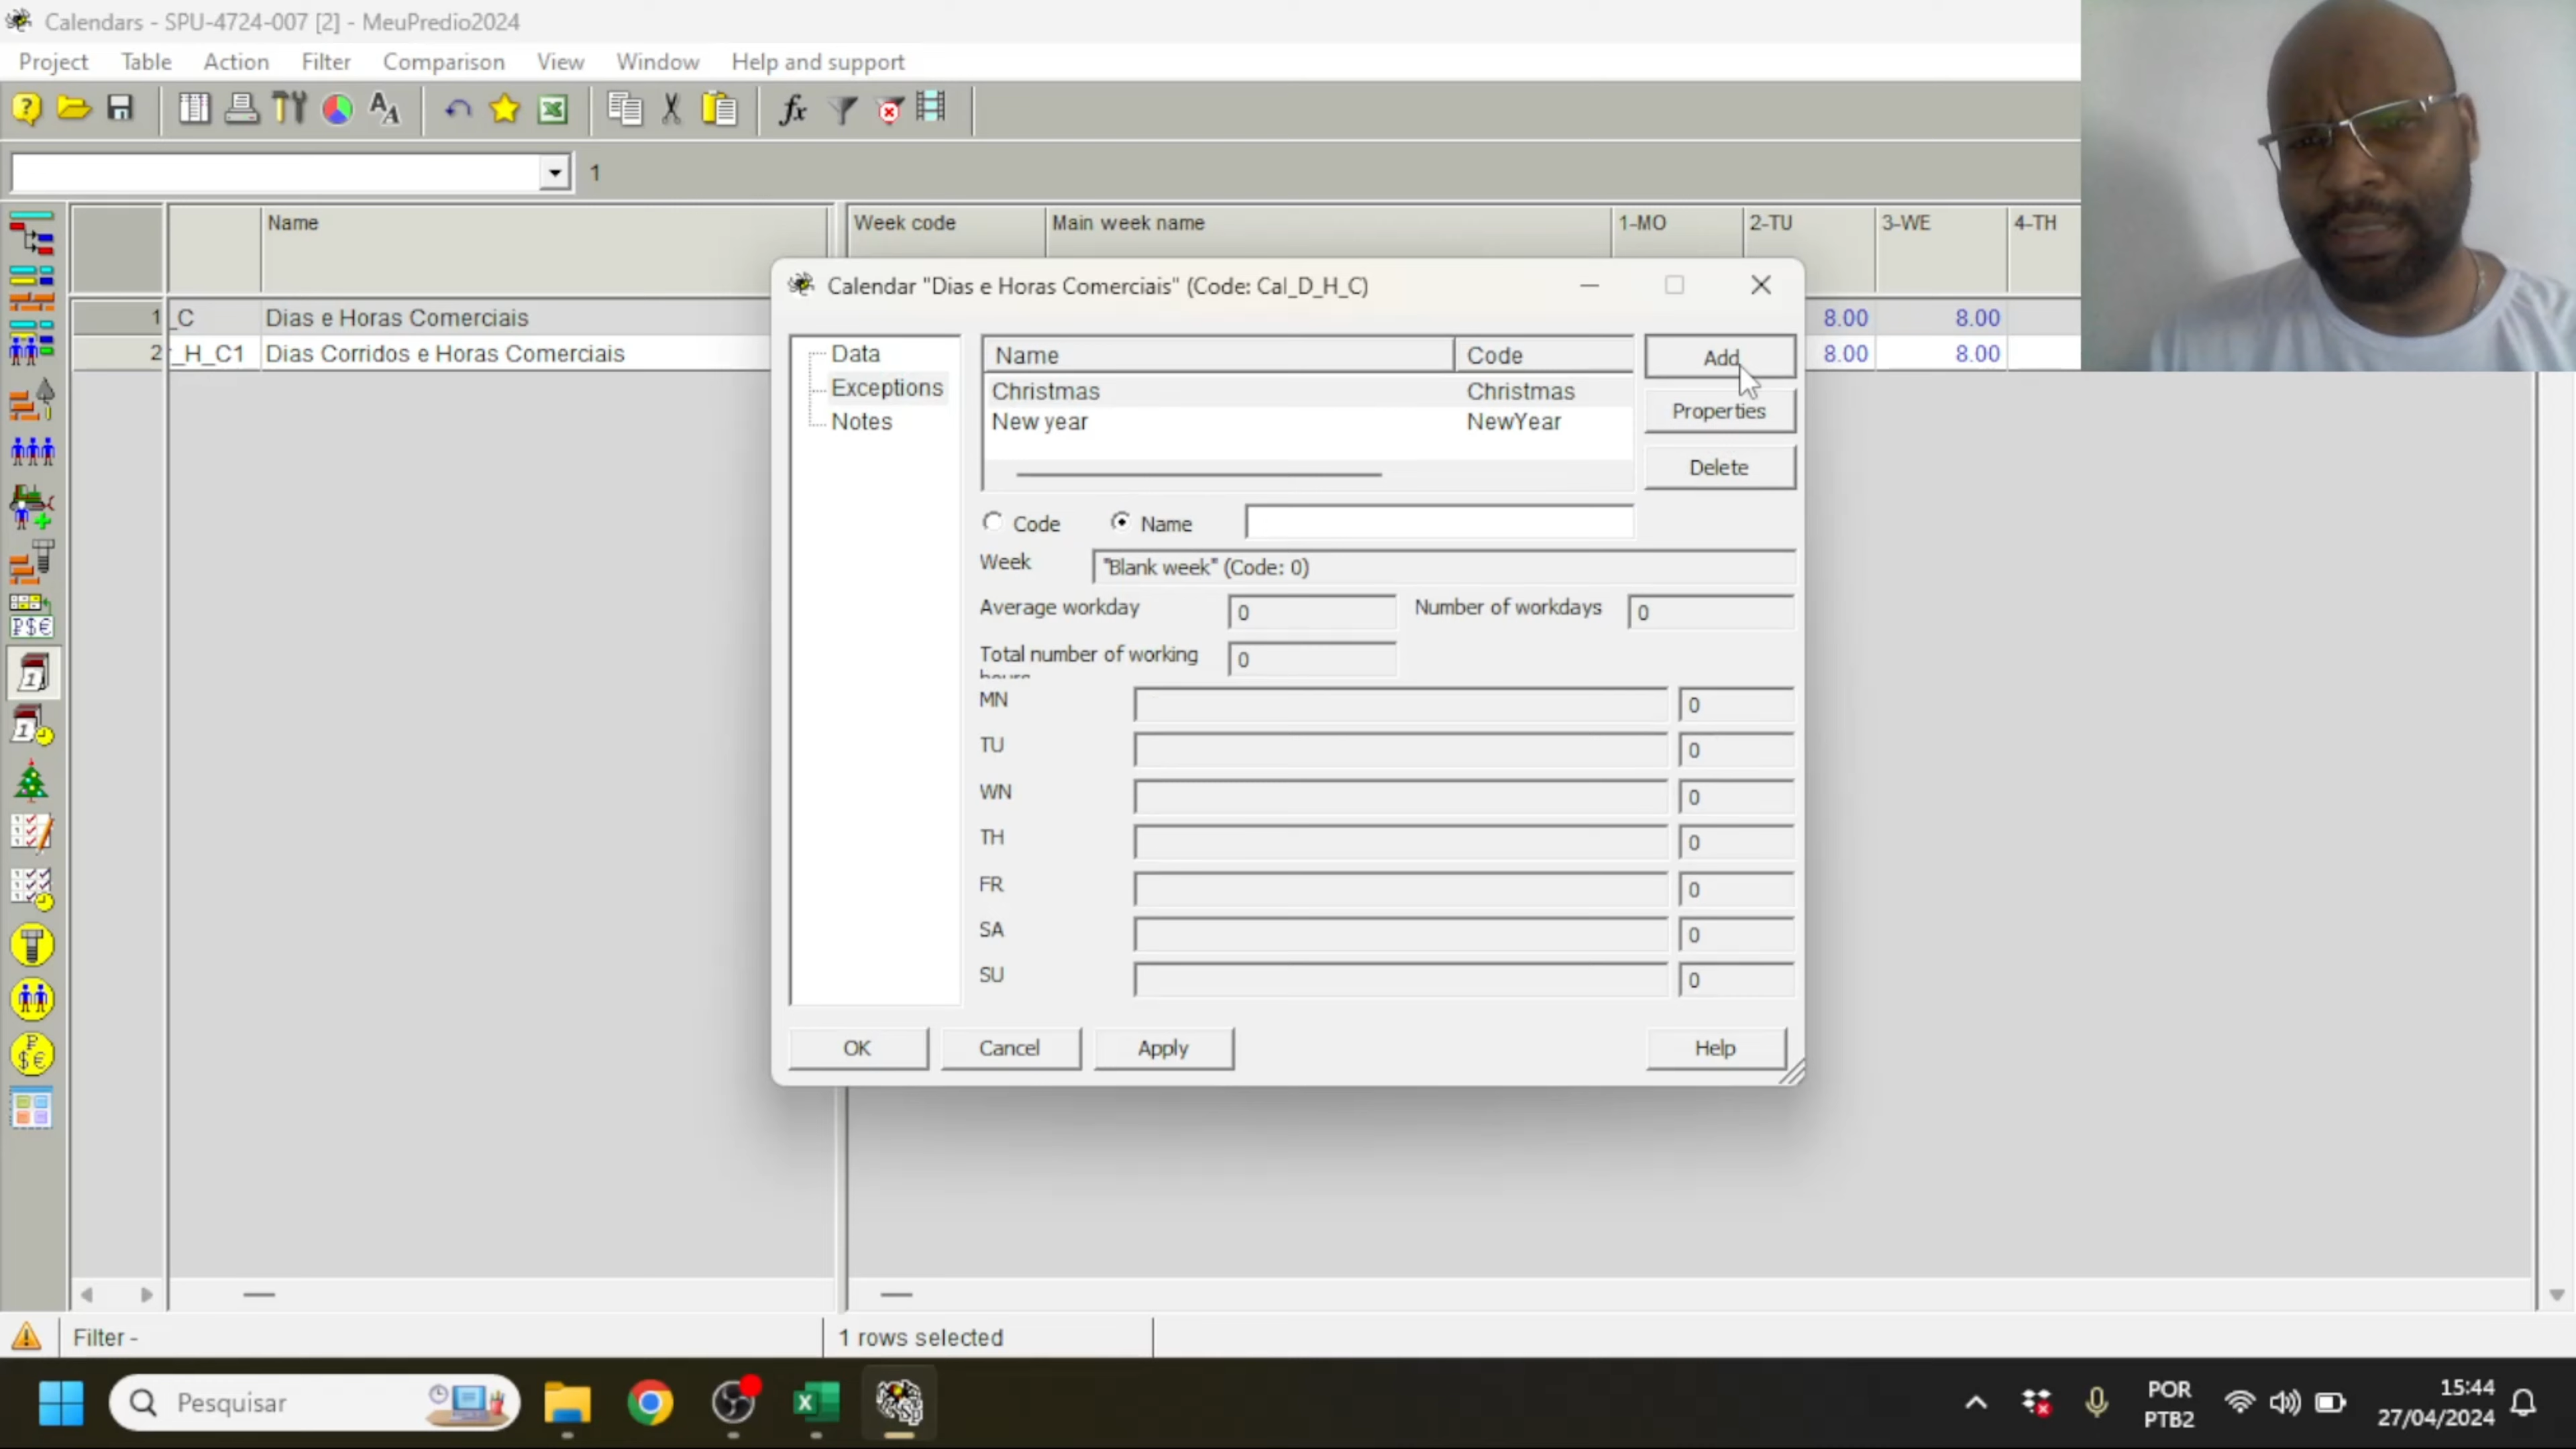 Calendars - SPU-4724-007 [2] - MeuPredio2024
Project Table Action Filter Comparison View Window Help and support
1
Name Week code Main week name 1-MO 2-TU 3-WE 4-TH
1 _C Dias e Horas Comerciais 8.00 8.00
2 _H_C1 Dias Corridos e Horas Comerciais 8.00 8.00
Calendar "Dias e Horas Comerciais" (Code: Cal_D_H_C)
Data
Exceptions
Notes
Name Code
Christmas Christmas
New year NewYear
Add
Properties
Delete
Code Name
Week "Blank week" (Code: 0)
Average workday 0 Number of workdays 0
Total number of working hours 0
MN 0
TU 0
WN 0
TH 0
FR 0
SA 0
SU 0
OK Cancel Apply Help
Filter - 1 rows selected
Pesquisar
POR
PTB2
15:44
27/04/2024